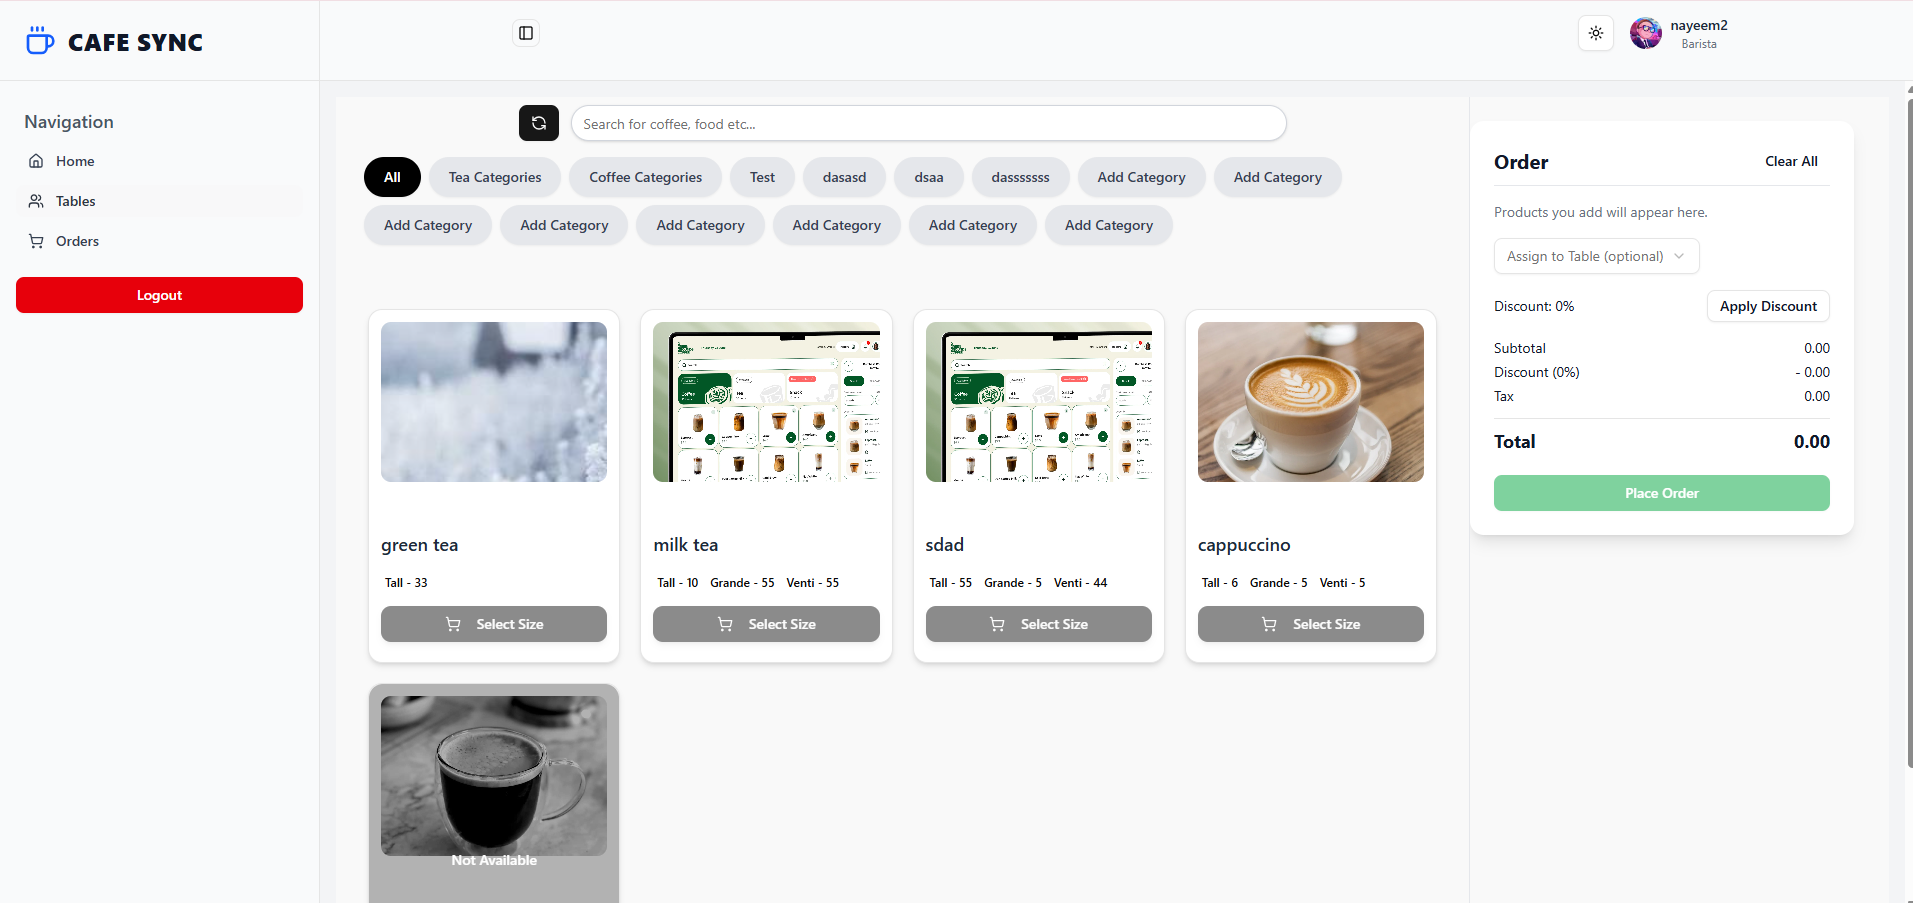 CAFE SYNC
nayeem2
Barista
Navigation
Home
Tables
Orders
Logout
Search for coffee, food etc...
All
Tea Categories
Coffee Categories
Test
dasasd
dsaa
dasssssss
Add Category
Add Category
Add Category
Add Category
Add Category
Add Category
Add Category
Add Category
green tea
Tall - 33
Select Size
milk tea
Tall - 10 Grande - 55 Venti - 55
Select Size
sdad
Tall - 55 Grande - 5 Venti - 44
Select Size
cappuccino
Tall - 6 Grande - 5 Venti - 5
Select Size
Not Available
Order
Clear All
Products you add will appear here.
Assign to Table (optional)
Discount: 0%
Apply Discount
Subtotal 0.00
Discount (0%) - 0.00
Tax 0.00
Total 0.00
Place Order